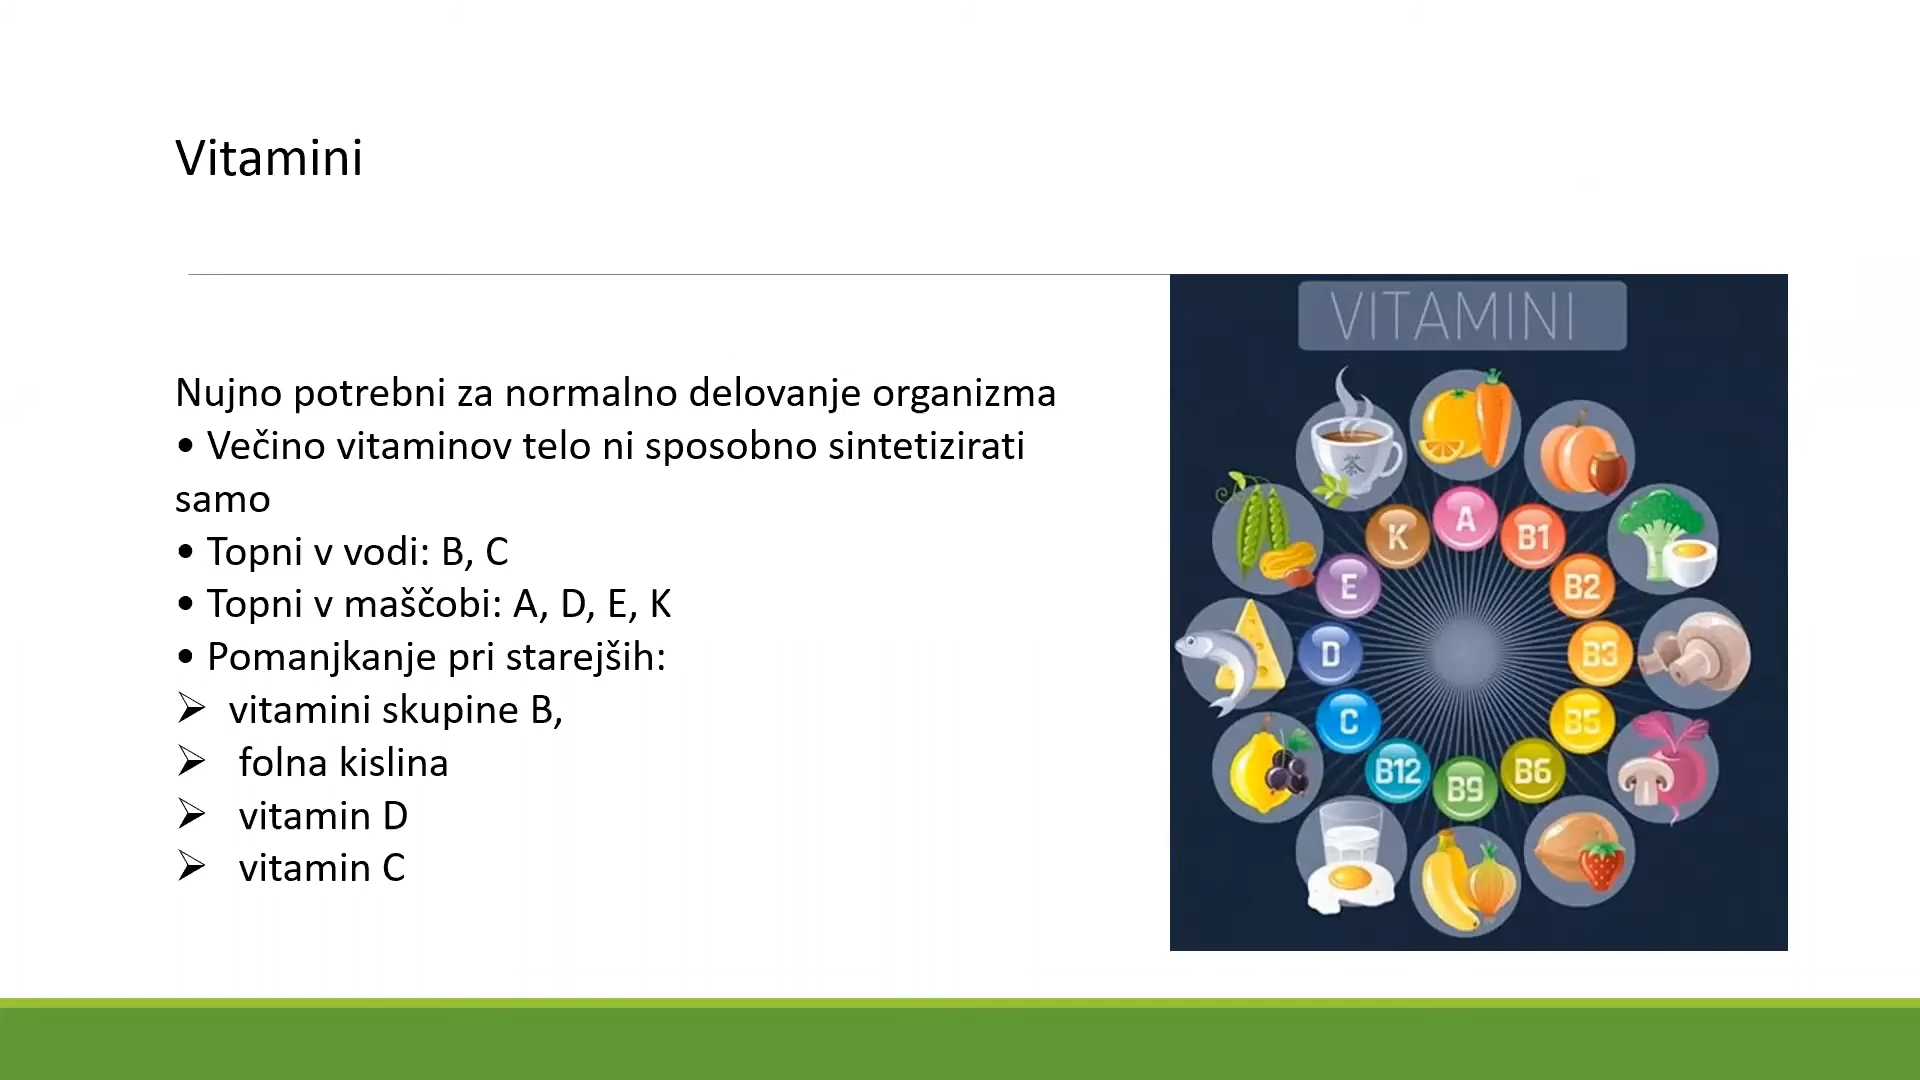 Vitamini
Nujno potrebni za normalno delovanje organizma
• Večino vitaminov telo ni sposobno sintetizirati
samo
• Topni v vodi: B, C
• Topni v maščobi: A, D, E, K
• Pomanjkanje pri starejših:
➢ vitamini skupine B,
➢ folna kislina
➢ vitamin D
➢ vitamin C
VITAMINI
茶
A
B1
B2
B3
B5
B6
B9
B12
C
D
E
K